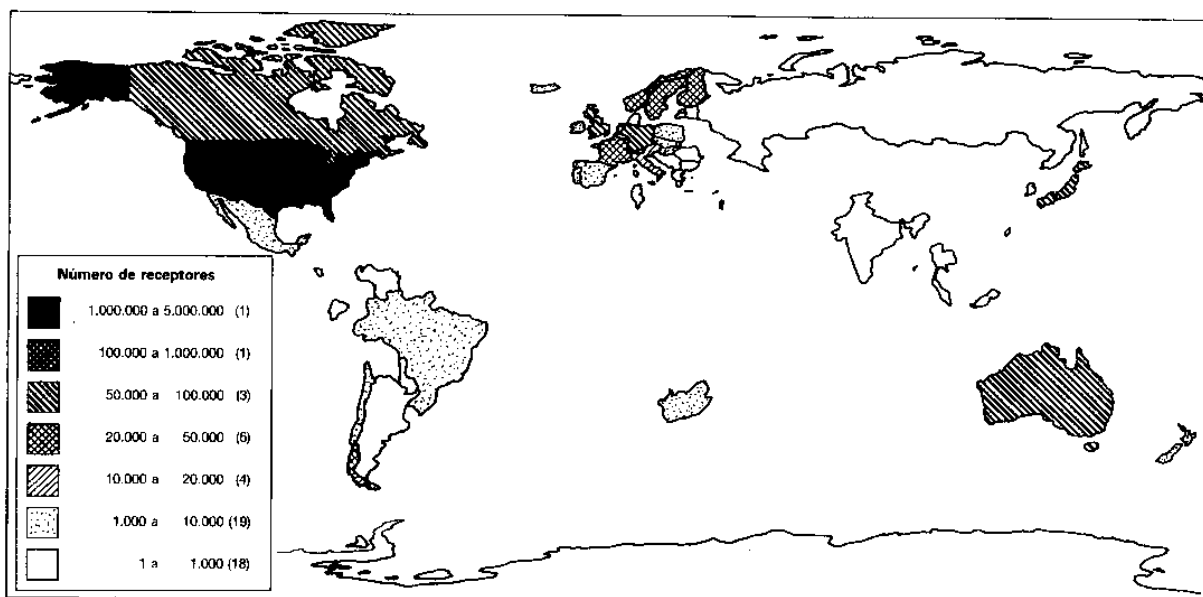 Número de receptores
1.000.000 a 5.000.000 (1)
100.000 a 1.000.000 (1)
50.000 a 100.000 (3)
20.000 a 50.000 (6)
10.000 a 20.000 (4)
1.000 a 10.000 (19)
1 a 1.000 (18)